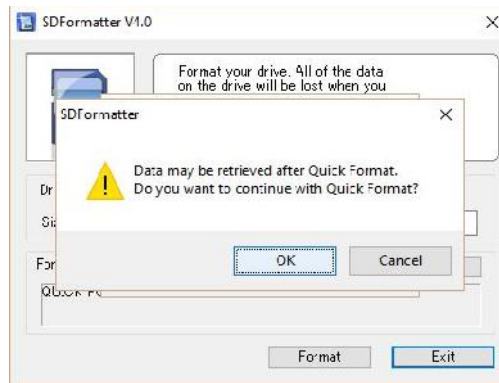 SDFormatter V4.0
Format your drive. All of the data
on the drive will be lost when you
SDFormatter
Data may be retrieved after Quick Format.
Do you want to continue with Quick Format?
OK
Cancel
Format
Exit